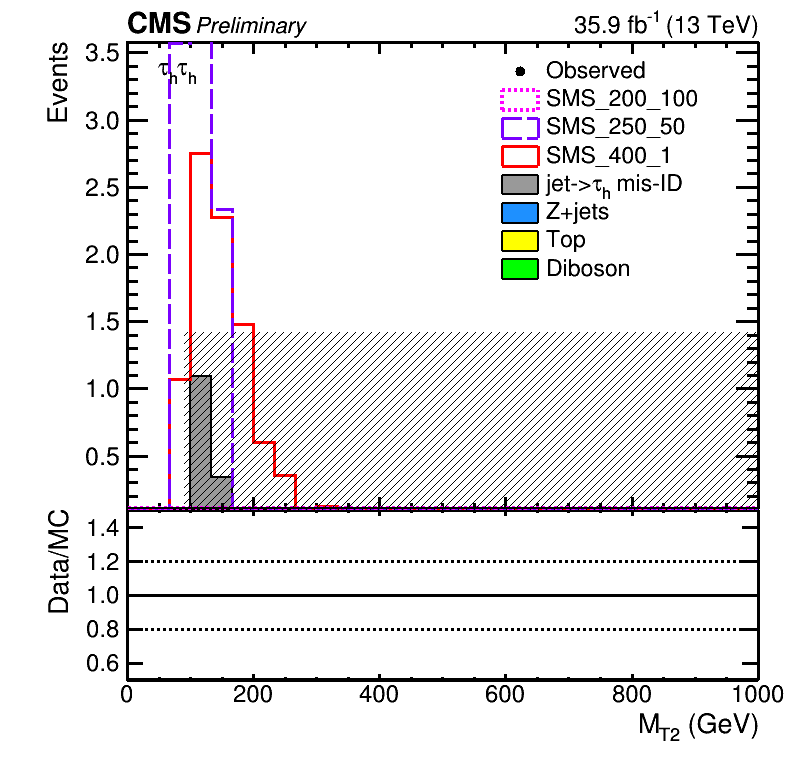 CMS Preliminary 35.9 fb⁻¹ (13 TeV)
Events
3.5
3.0
2.5
2.0
1.5
1.0
0.5
τₕτₕ
Observed
SMS_200_100
SMS_250_50
SMS_400_1
jet->τₕ mis-ID
Z+jets
Top
Diboson
Data/MC
1.4
1.2
1.0
0.8
0.6
0 200 400 600 800 1000
M_T2 (GeV)